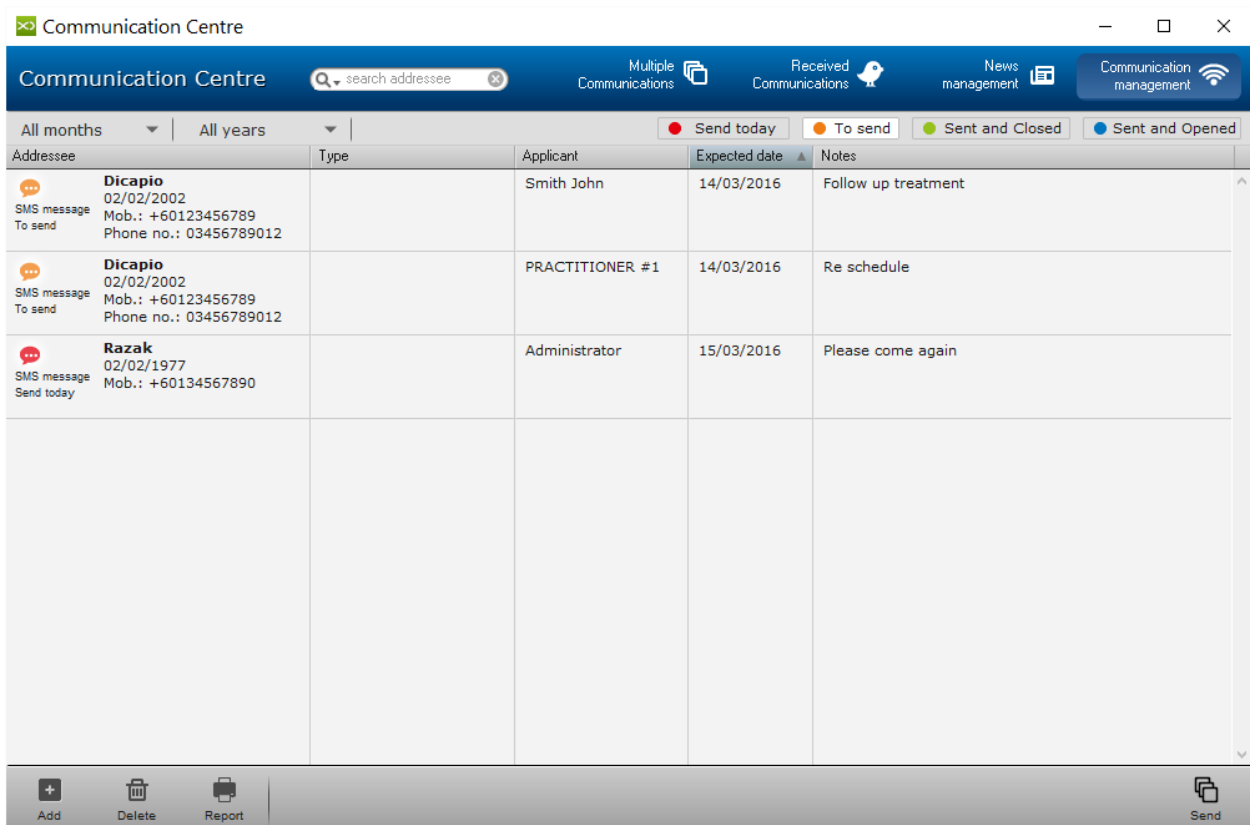 Communication Centre
Communication Centre
search addressee
Multiple
Communications
Received
Communications
News
management
Communication
management
All months
All years
Send today
To send
Sent and Closed
Sent and Opened
Addressee Type Applicant Expected date Notes
SMS message
To send
Dicapio
02/02/2002
Mob.: +60123456789
Phone no.: 03456789012
Smith John
14/03/2016
Follow up treatment
SMS message
To send
Dicapio
02/02/2002
Mob.: +60123456789
Phone no.: 03456789012
PRACTITIONER #1
14/03/2016
Re schedule
SMS message
Send today
Razak
02/02/1977
Mob.: +60134567890
Administrator
15/03/2016
Please come again
Add
Delete
Report
Send